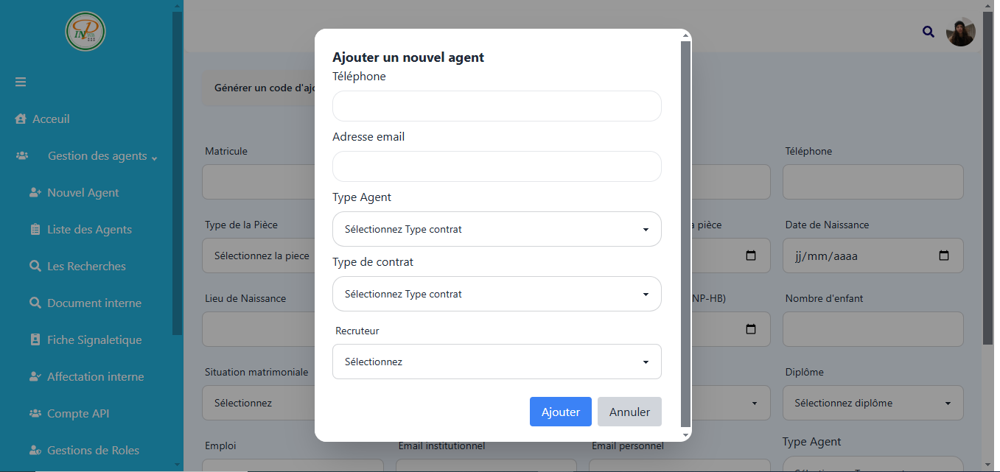 INP-HB
Acceuil
Gestion des agents
Nouvel Agent
Liste des Agents
Les Recherches
Document interne
Fiche Signaletique
Affectation interne
Compte API
Gestions de Roles
Générer un code d'ajo
Matricule
Téléphone
Type de la Pièce
a pièce
Date de Naissance
Sélectionnez la piece
jj/mm/aaaa
Lieu de Naissance
NP-HB)
Nombre d'enfant
Situation matrimoniale
Diplôme
Sélectionnez
Sélectionnez diplôme
Emploi
Email institutionnel
Email personnel
Type Agent
Ajouter un nouvel agent
Téléphone
Adresse email
Type Agent
Sélectionnez Type contrat
Type de contrat
Sélectionnez Type contrat
Recruteur
Sélectionnez
Ajouter
Annuler